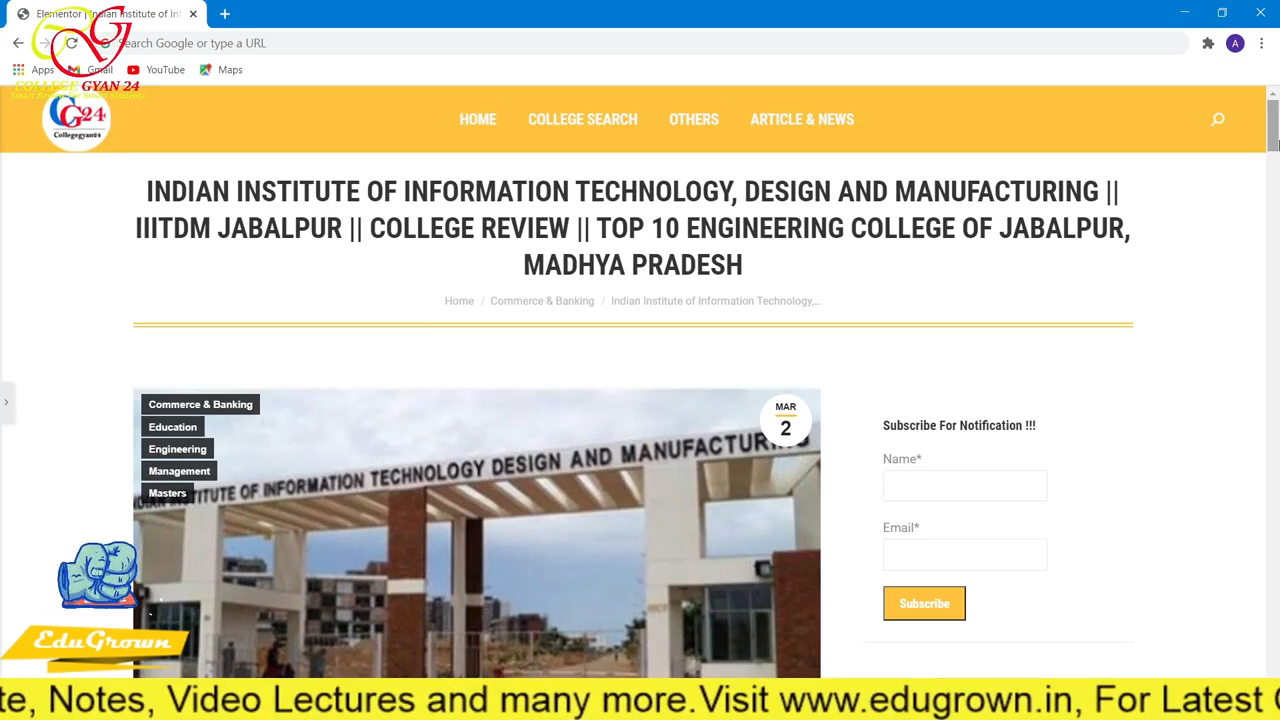 Elementor | Indian Institute of Inf
Search Google or type a URL
A
Apps
Gmail
YouTube
Maps
COLLEGE GYAN 24
G24
Collegegyan24
HOME
COLLEGE SEARCH
OTHERS
ARTICLE & NEWS
INDIAN INSTITUTE OF INFORMATION TECHNOLOGY, DESIGN AND MANUFACTURING ||
IIITDM JABALPUR || COLLEGE REVIEW || TOP 10 ENGINEERING COLLEGE OF JABALPUR,
MADHYA PRADESH
Home / Commerce & Banking / Indian Institute of Information Technology,...
Commerce & Banking
Education
Engineering
Management
Masters
MAR
2
INSTITUTE OF INFORMATION TECHNOLOGY DESIGN AND MANUFACTURING
Subscribe For Notification !!!
Name*
Email*
Subscribe
EduGrown
te, Notes, Video Lectures and many more.Visit www.edugrown.in, For Latest